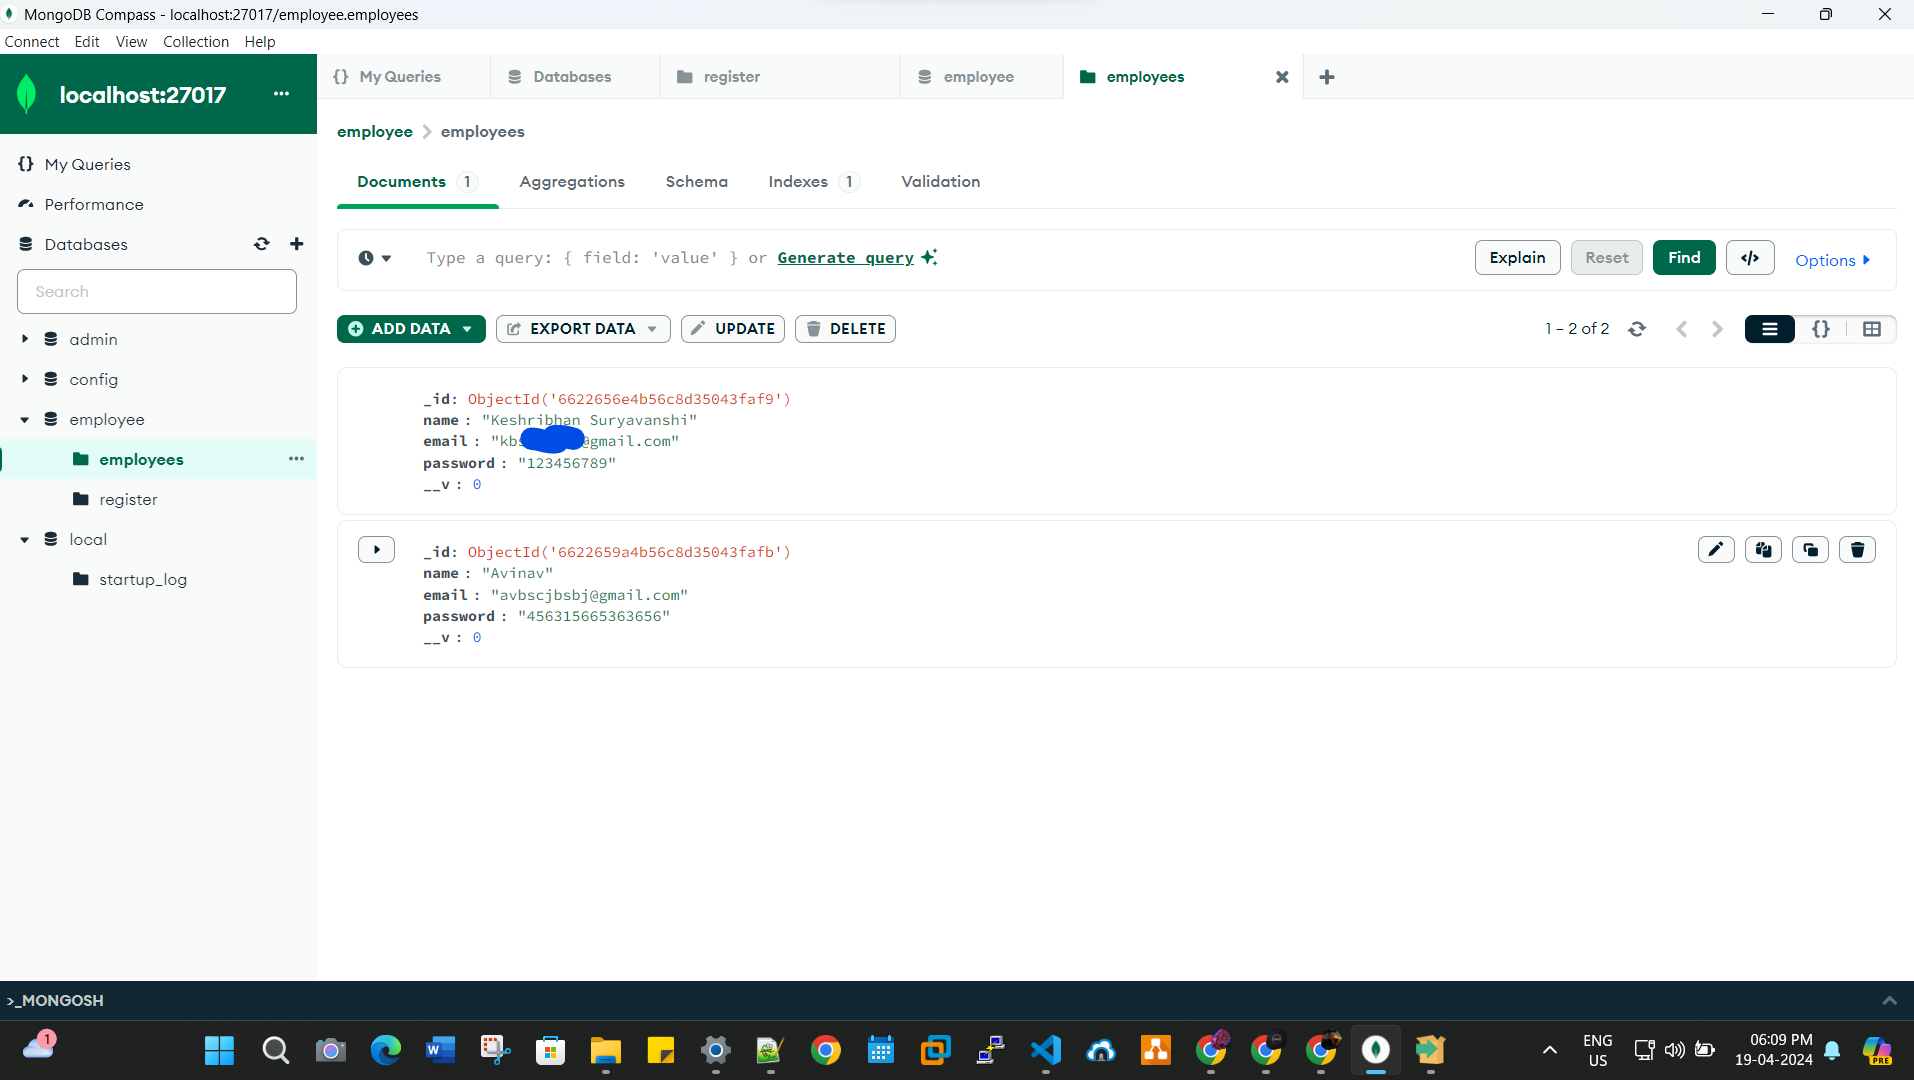 MongoDB Compass - localhost:27017/employee.employees
Connect Edit View Collection Help
localhost:27017 ...
{} My Queries
Databases
register
employee
employees
employee > employees
My Queries
Performance
Databases
Search
admin
config
employee
employees
register
local
startup_log
Documents 1 Aggregations Schema Indexes 1 Validation
Type a query: { field: 'value' } or Generate query
Explain Reset Find </> Options
ADD DATA EXPORT DATA UPDATE DELETE
1 – 2 of 2 {}
_id: ObjectId('6622656e4b56c8d35043faf9')
name : "Keshribhan Suryavanshi"
email : "kbs @gmail.com"
password : "123456789"
__v : 0
_id: ObjectId('6622659a4b56c8d35043fafb')
name : "Avinav"
email : "avbscjbsbj@gmail.com"
password : "456315665363656"
__v : 0
>_MONGOSH
1
ENG
US
06:09 PM
19-04-2024
PRE